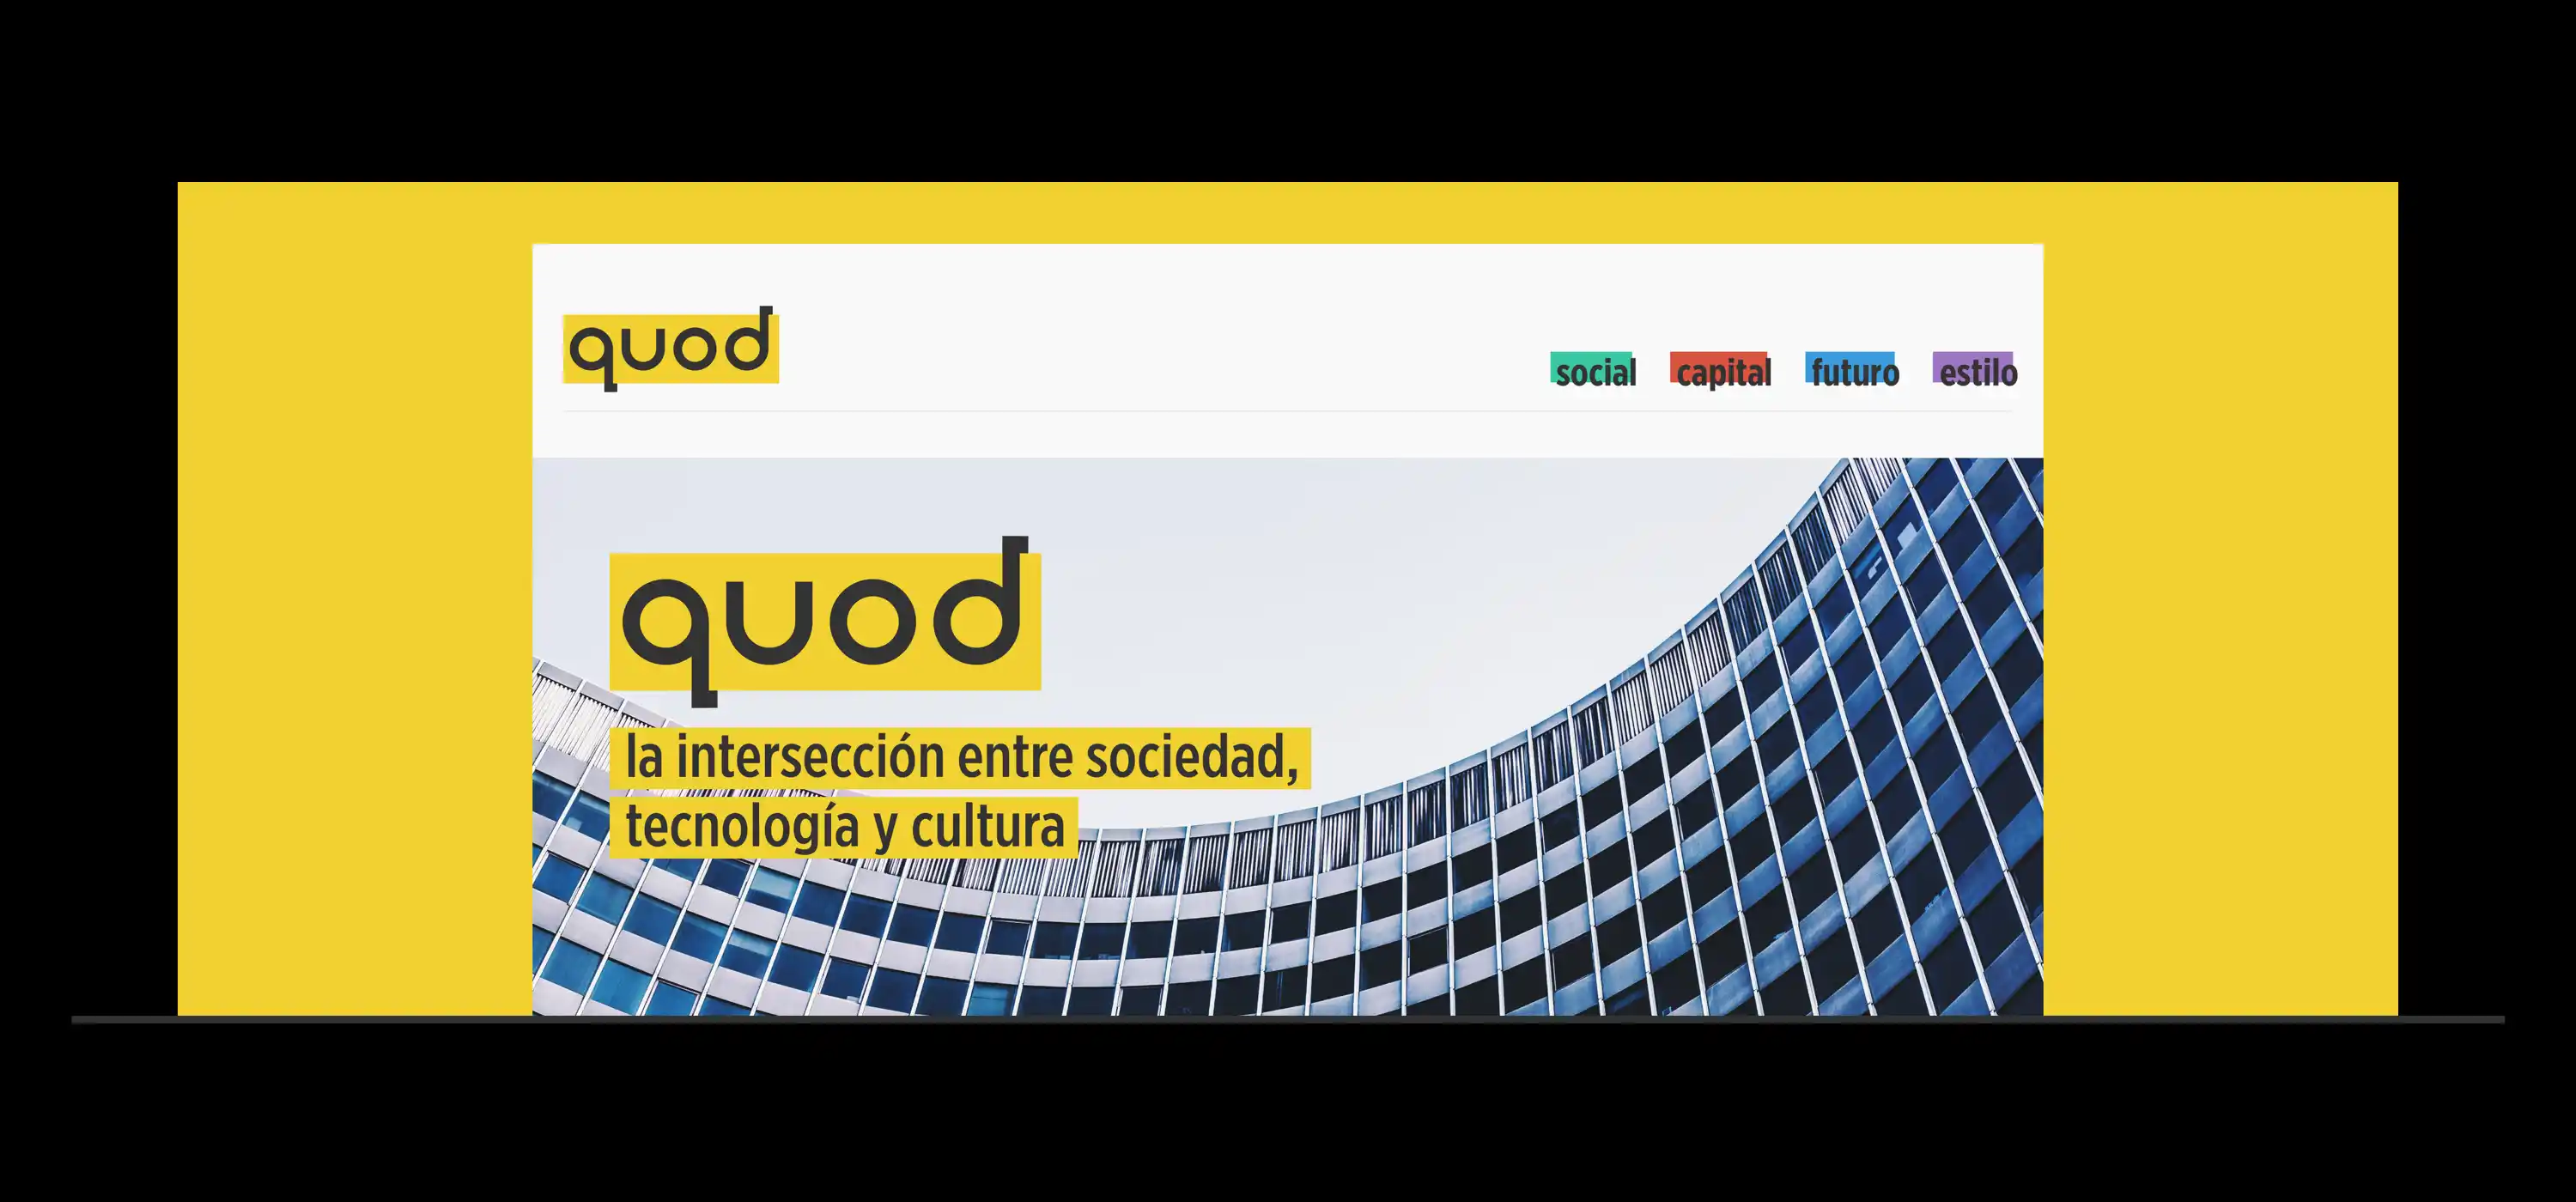 quod
social capital futuro estilo
quod
la intersección entre sociedad,
tecnología y cultura